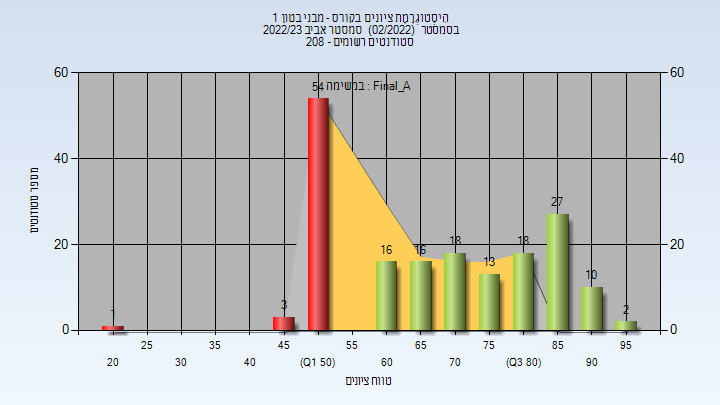 הִיסְטוֹגְרָמַת ציונים בקורס - מבני בטון 1
בסמסטר (02/2022) סמסטר אביב 2022/23
סטודנטים רשומים - 208
במשימה : Final_A
60 60
40 40
20 20
0 0
מספר סטודנטים
1 3 54 16 16 18 13 18 27 10 2
25 35 45 55 65 75 85 95
20 30 40 (Q1 50) 60 70 (Q3 80) 90
טווח ציונים